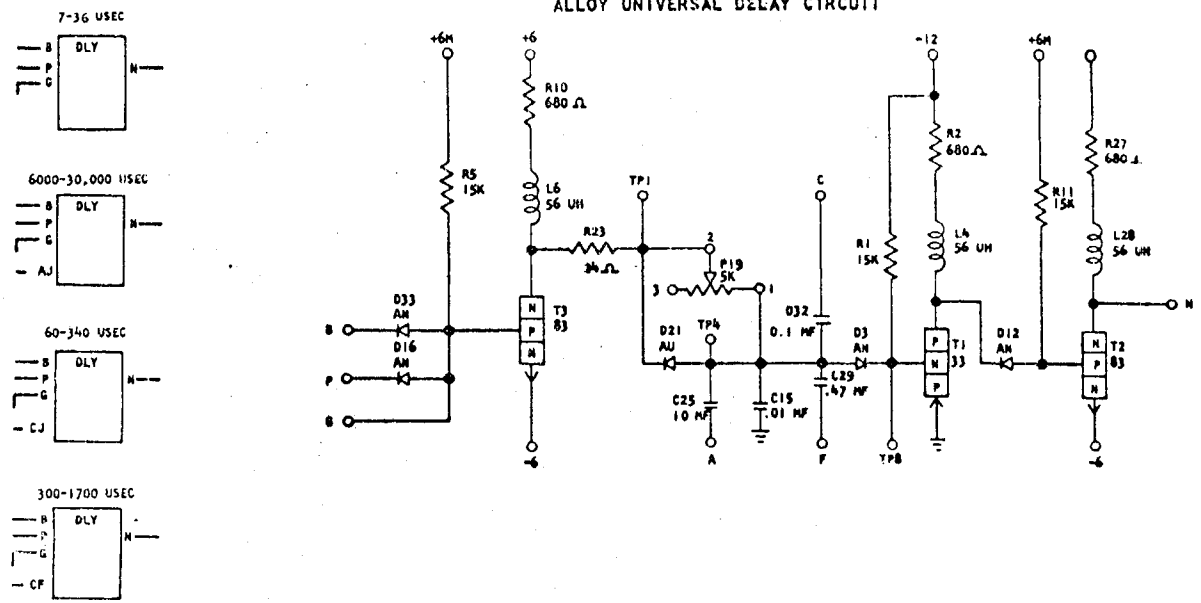 ALLOY UNIVERSAL DELAY CIRCUIT
7-36 USEC
DLY
B
P
G
N
6000-30,000 USEC
DLY
B
P
G
AJ
N
60-340 USEC
DLY
B
P
G
CJ
N
300-1700 USEC
DLY
B
P
G
CF
N
+6M
+6
-12
+6M
R10
680 Ω
R2
680 Ω
R27
680
R5
15K
L6
56 UH
TP1
C
R11
15K
R23
24 Ω
2
R1
15K
L4
56 UH
L28
56 UH
P19
5K
3
1
N
D33
AN
N
P
N
T3
83
D32
0.1 MF
B
D16
AN
D21
AU
TP4
D3
AN
P
N
P
T1
33
D12
AN
N
P
N
T2
83
P
C29
.47 MF
C25
10 MF
C15
.01 MF
G
-6
A
F
TP8
-6